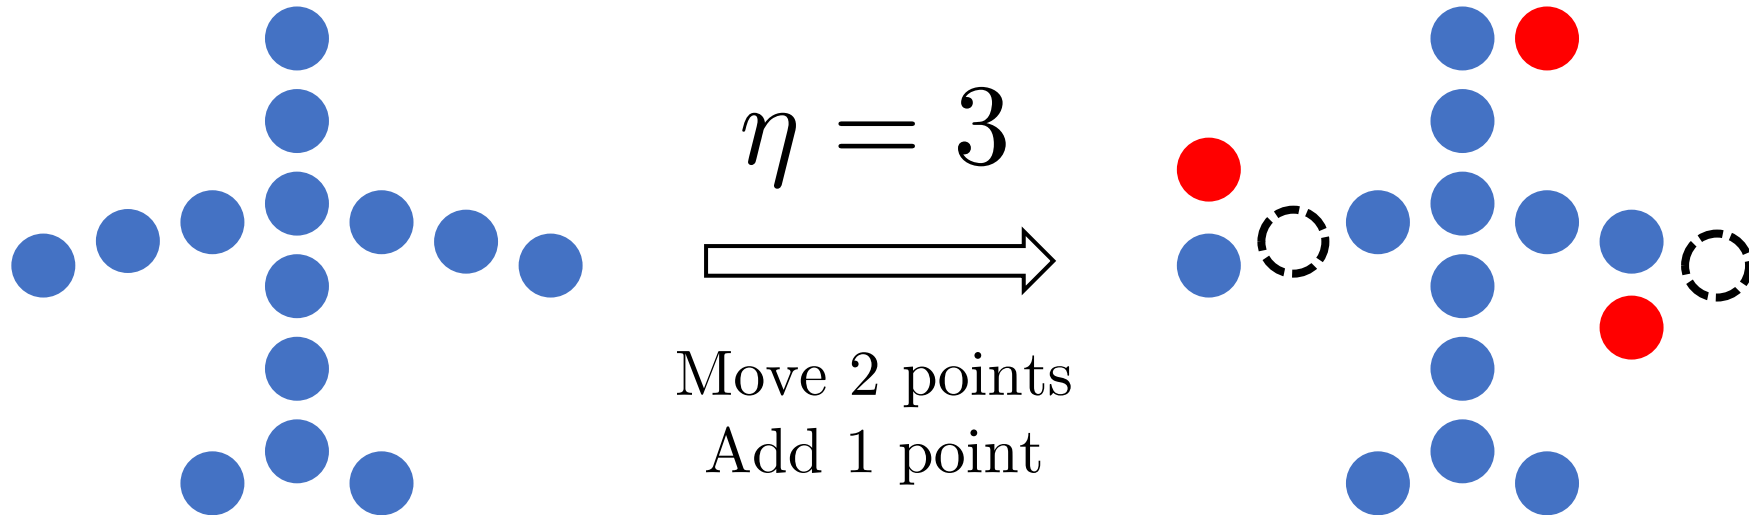 η = 3
Move 2 points
Add 1 point